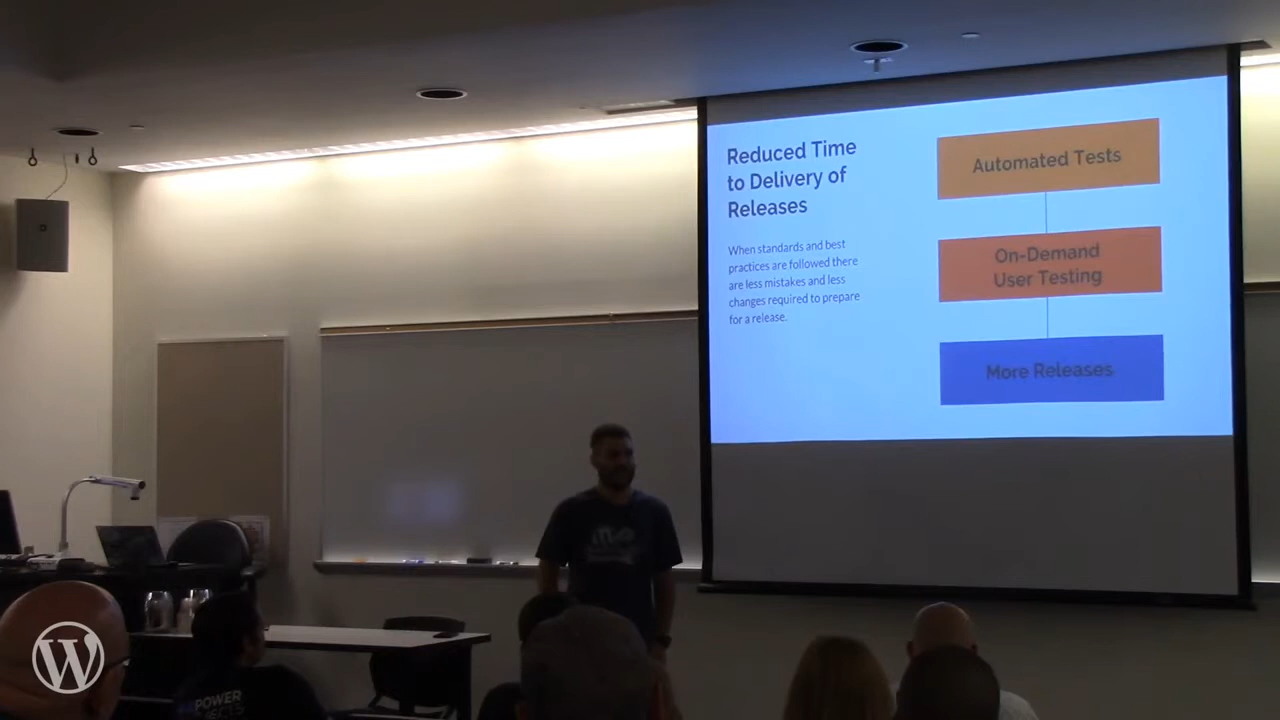 Reduced Time
to Delivery of
Releases
When standards and best
practices are followed there
are less mistakes and less
changes required to prepare
for a release.
Automated Tests
On-Demand
User Testing
More Releases
POWER